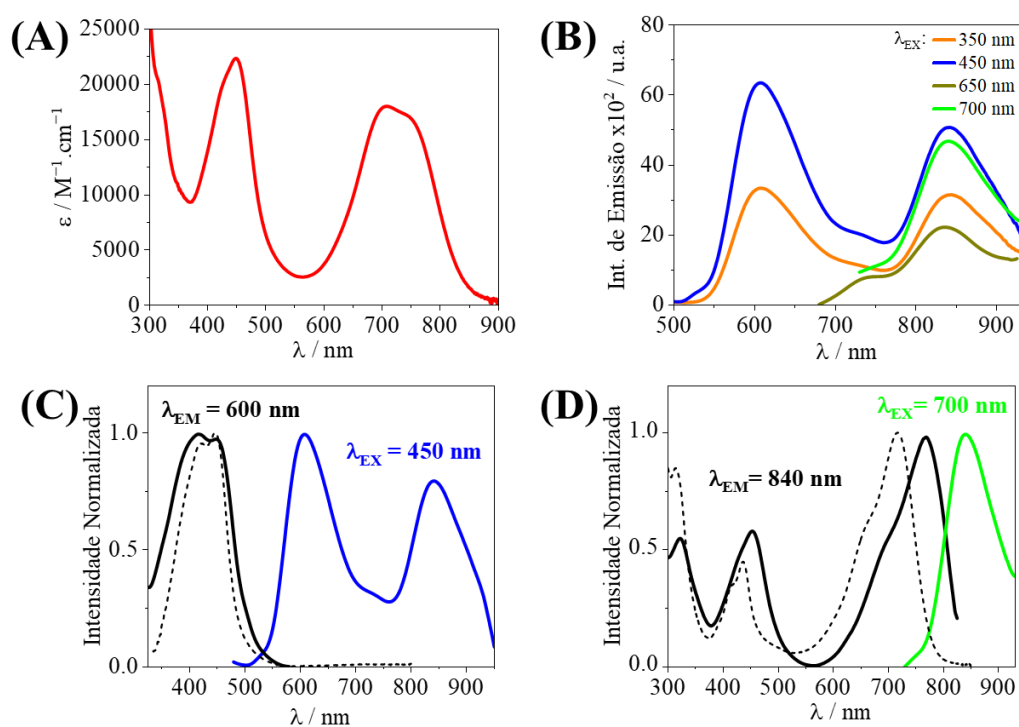 (A)
25000
20000
15000
10000
5000
0
ε / M⁻¹.cm⁻¹
300 400 500 600 700 800 900
λ / nm
(B)
80
60
40
20
0
Int. de Emissão x10² / u.a.
λEX: 350 nm
450 nm
650 nm
700 nm
500 600 700 800 900
λ / nm
(C)
λEM = 600 nm
λEX = 450 nm
1.0
0.5
0.0
Intensidade Normalizada
400 500 600 700 800 900
λ / nm
(D)
λEX= 700 nm
λEM= 840 nm
1.0
0.5
0.0
Intensidade Normalizada
300 400 500 600 700 800 900
λ / nm